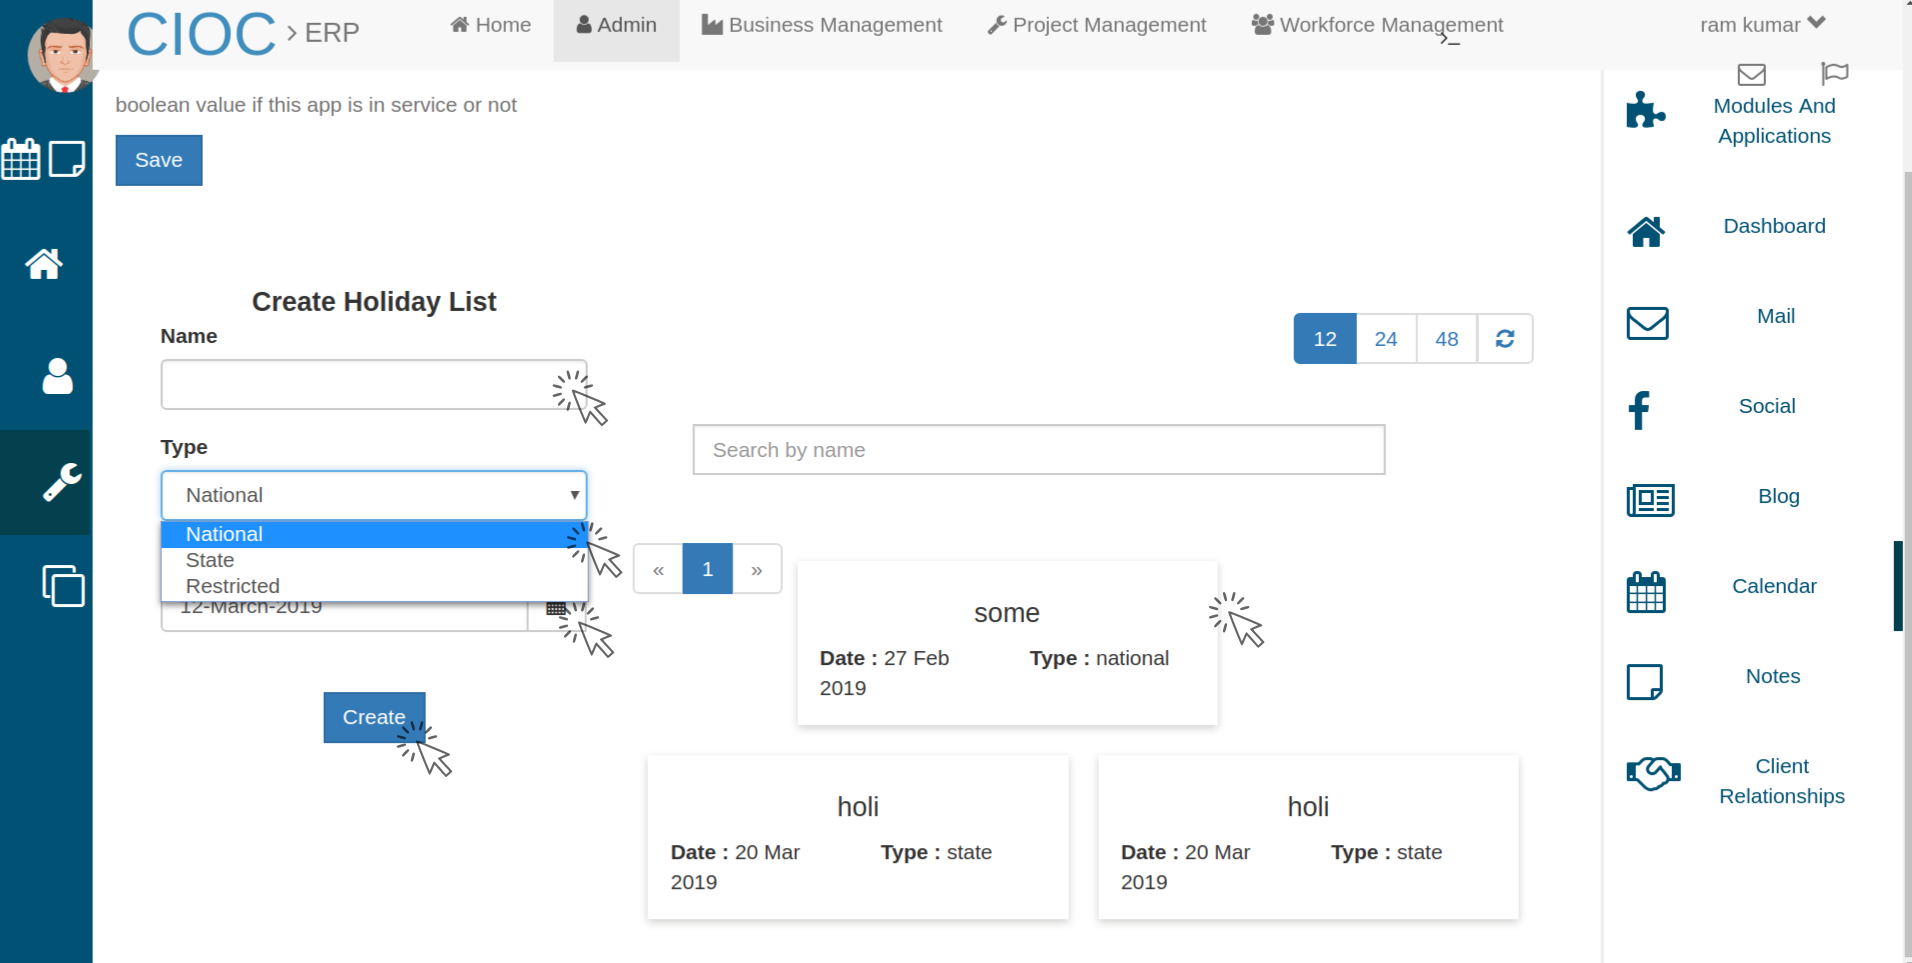 CIOC > ERP
Home
Admin
Business Management
Project Management
Workforce Management
>_
ram kumar
boolean value if this app is in service or not
Save
Create Holiday List
Name
Type
National
National
State
Restricted
12-March-2019
Create
12 24 48
Search by name
« 1 »
some
Date : 27 Feb 2019
Type : national
holi
Date : 20 Mar 2019
Type : state
holi
Date : 20 Mar 2019
Type : state
Modules And
Applications
Dashboard
Mail
Social
Blog
Calendar
Notes
Client
Relationships